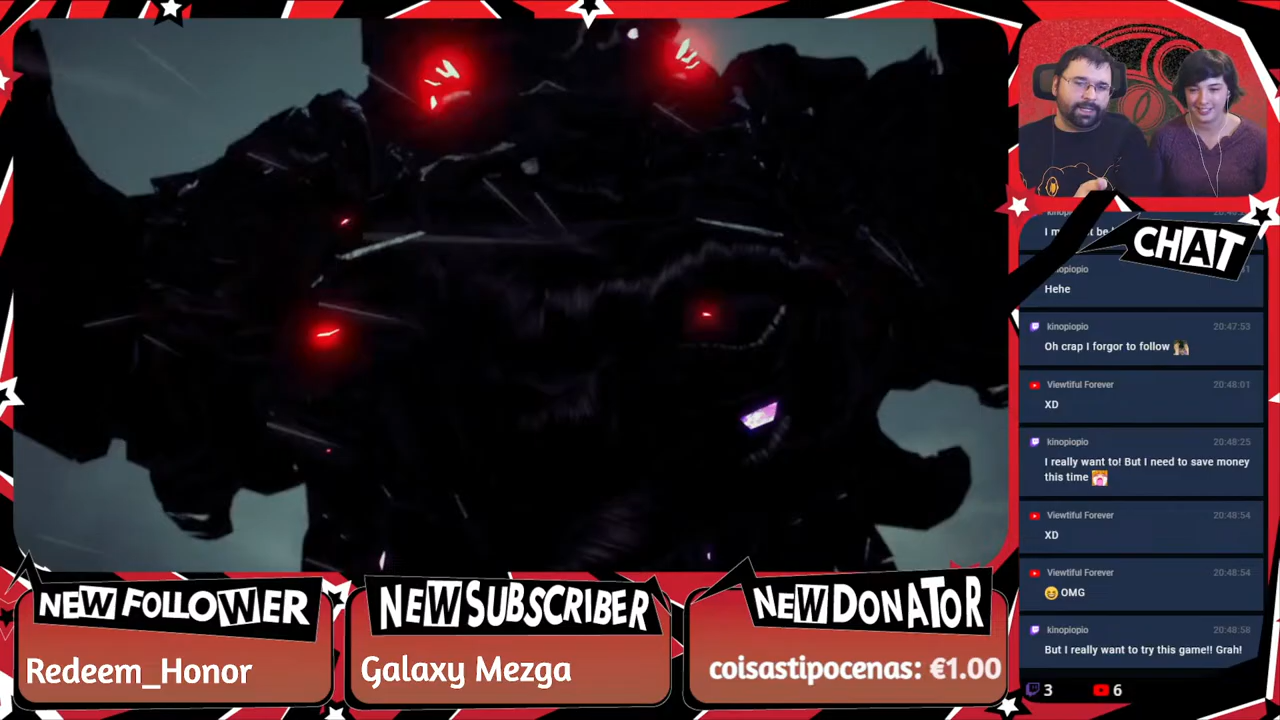 CHAT
Hehe
kinopiopio 20:47:53
Oh crap I forgor to follow
Viewtiful Forever 20:48:01
XD
kinopiopio 20:48:25
I really want to! But I need to save money
this time
Viewtiful Forever 20:48:54
XD
Viewtiful Forever 20:48:54
OMG
kinopiopio 20:48:58
But I really want to try this game!! Grah!
3 6
NEW FOLLOWER
Redeem_Honor
NEW SUBSCRIBER
Galaxy Mezga
NEW DONATOR
coisastipocenas: €1.00